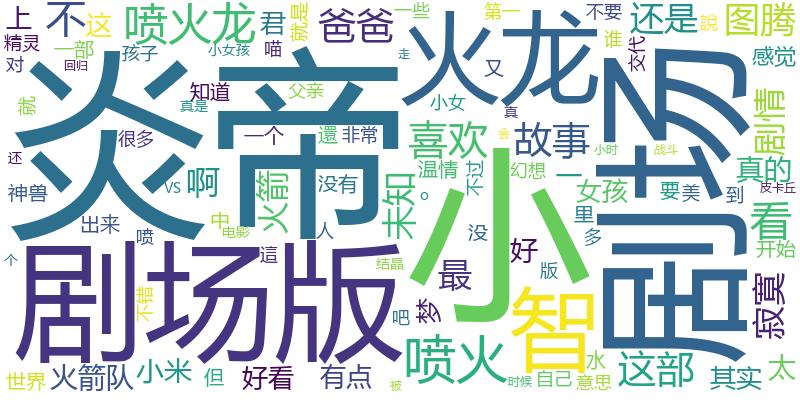 上 不 这 喷火龙 君 就是 爸爸 一些 火龙 第一 还是 不要 谁 說 图腾
精灵 一部 孩子 小女孩 喵 又 交代 感觉
对 回归 走
炎帝 知道 父亲 小女 真 剧场 剧情
就 真是
还 很多 一个 還 非常 喜欢 故事 会 小时 战斗
神兽 vs 啊 火箭 没有 未知 。 温情 不过 幻想 一 女孩 要 美 真的 到 皮卡丘
出来 喷 中 电影 人 小 没 里 多 看 开始
个 剧场版 這 结晶 最 好 版
不错 吧 梦 智 寂寞
世界 火箭队 小米 但 好看 有点 被 喷火 时候 自己 水 意思 这部 其实 太